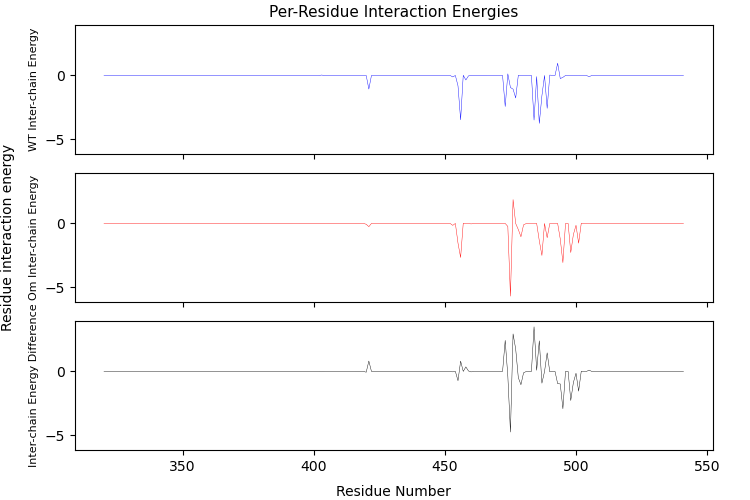 Per-Residue Interaction Energies
WT Inter-chain Energy
0
−5
Om Inter-chain Energy
0
−5
Inter-chain Energy Difference
0
−5
Residue interaction energy
350
400
450
500
550
Residue Number